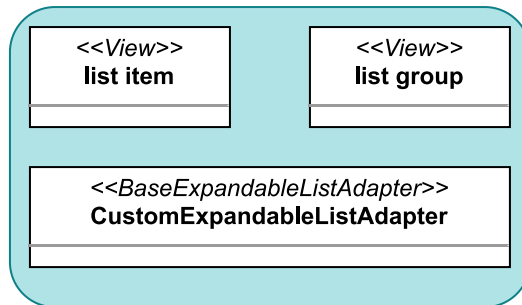 <<View>>
list item
<<View>>
list group
<<BaseExpandableListAdapter>>
CustomExpandableListAdapter